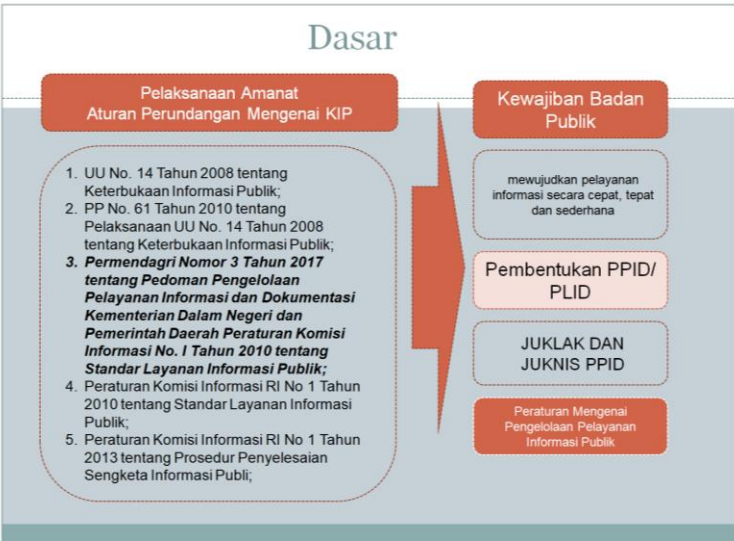 Dasar
Pelaksanaan Amanat
Aturan Perundangan Mengenai KIP
1. UU No. 14 Tahun 2008 tentang
Keterbukaan Informasi Publik;
2. PP No. 61 Tahun 2010 tentang
Pelaksanaan UU No. 14 Tahun 2008
tentang Keterbukaan Informasi Publik;
3. Permendagri Nomor 3 Tahun 2017
tentang Pedoman Pengelolaan
Pelayanan Informasi dan Dokumentasi
Kementerian Dalam Negeri dan
Pemerintah Daerah Peraturan Komisi
Informasi No. I Tahun 2010 tentang
Standar Layanan Informasi Publik;
4. Peraturan Komisi Informasi RI No 1 Tahun
2010 tentang Standar Layanan Informasi
Publik;
5. Peraturan Komisi Informasi RI No 1 Tahun
2013 tentang Prosedur Penyelesaian
Sengketa Informasi Publi;
Kewajiban Badan
Publik
mewujudkan pelayanan
informasi secara cepat, tepat
dan sederhana
Pembentukan PPID/
PLID
JUKLAK DAN
JUKNIS PPID
Peraturan Mengenai
Pengelolaan Pelayanan
Informasi Publik